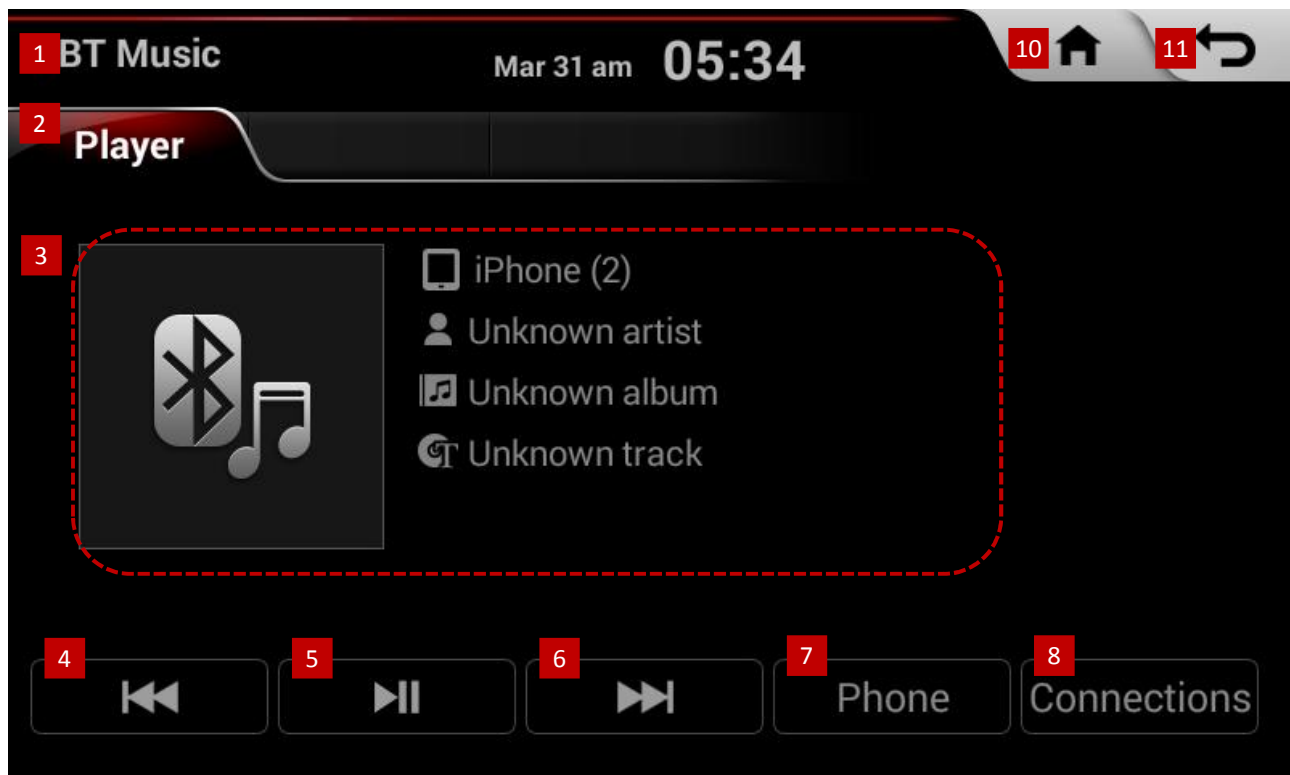 1 BT Music Mar 31 am 05:34 10 11
2 Player
3
iPhone (2)
Unknown artist
Unknown album
Unknown track
4 5 6 7 8
Phone Connections